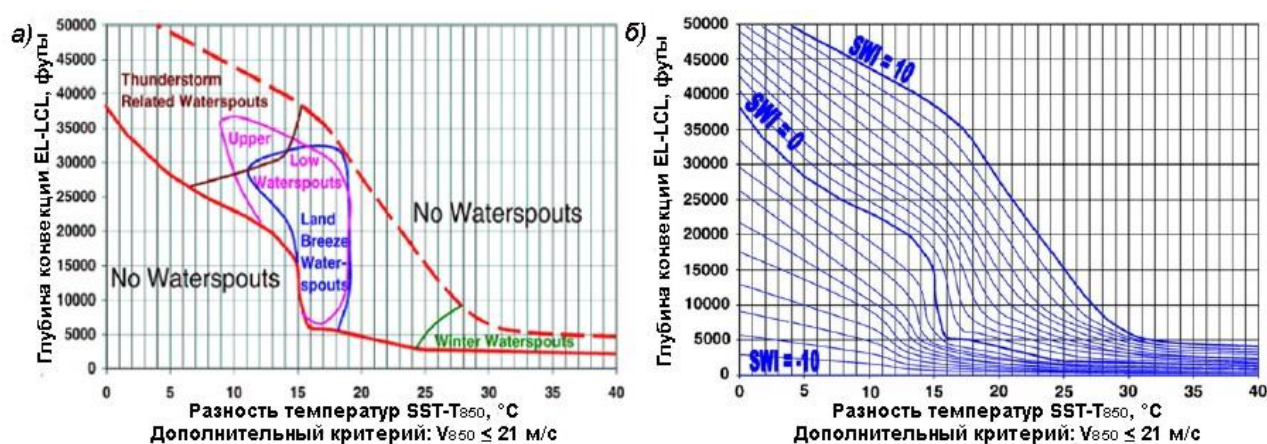 а)
Глубина конвекции EL-LCL, футы
50000
45000
40000
35000
30000
25000
20000
15000
10000
5000
0
Thunderstorm
Related Waterspouts
Upper
Low
Waterspouts
Land
Breeze
Water-
spouts
No Waterspouts
No Waterspouts
Winter Waterspouts
0 5 10 15 20 25 30 35 40
Разность температур SST-T850, °C
Дополнительный критерий: V850 ≤ 21 м/с
б)
Глубина конвекции EL-LCL, футы
50000
45000
40000
35000
30000
25000
20000
15000
10000
5000
0
SWI = 10
SWI = 0
SWI = -10
0 5 10 15 20 25 30 35 40
Разность температур SST-T850, °C
Дополнительный критерий: V850 ≤ 21 м/с